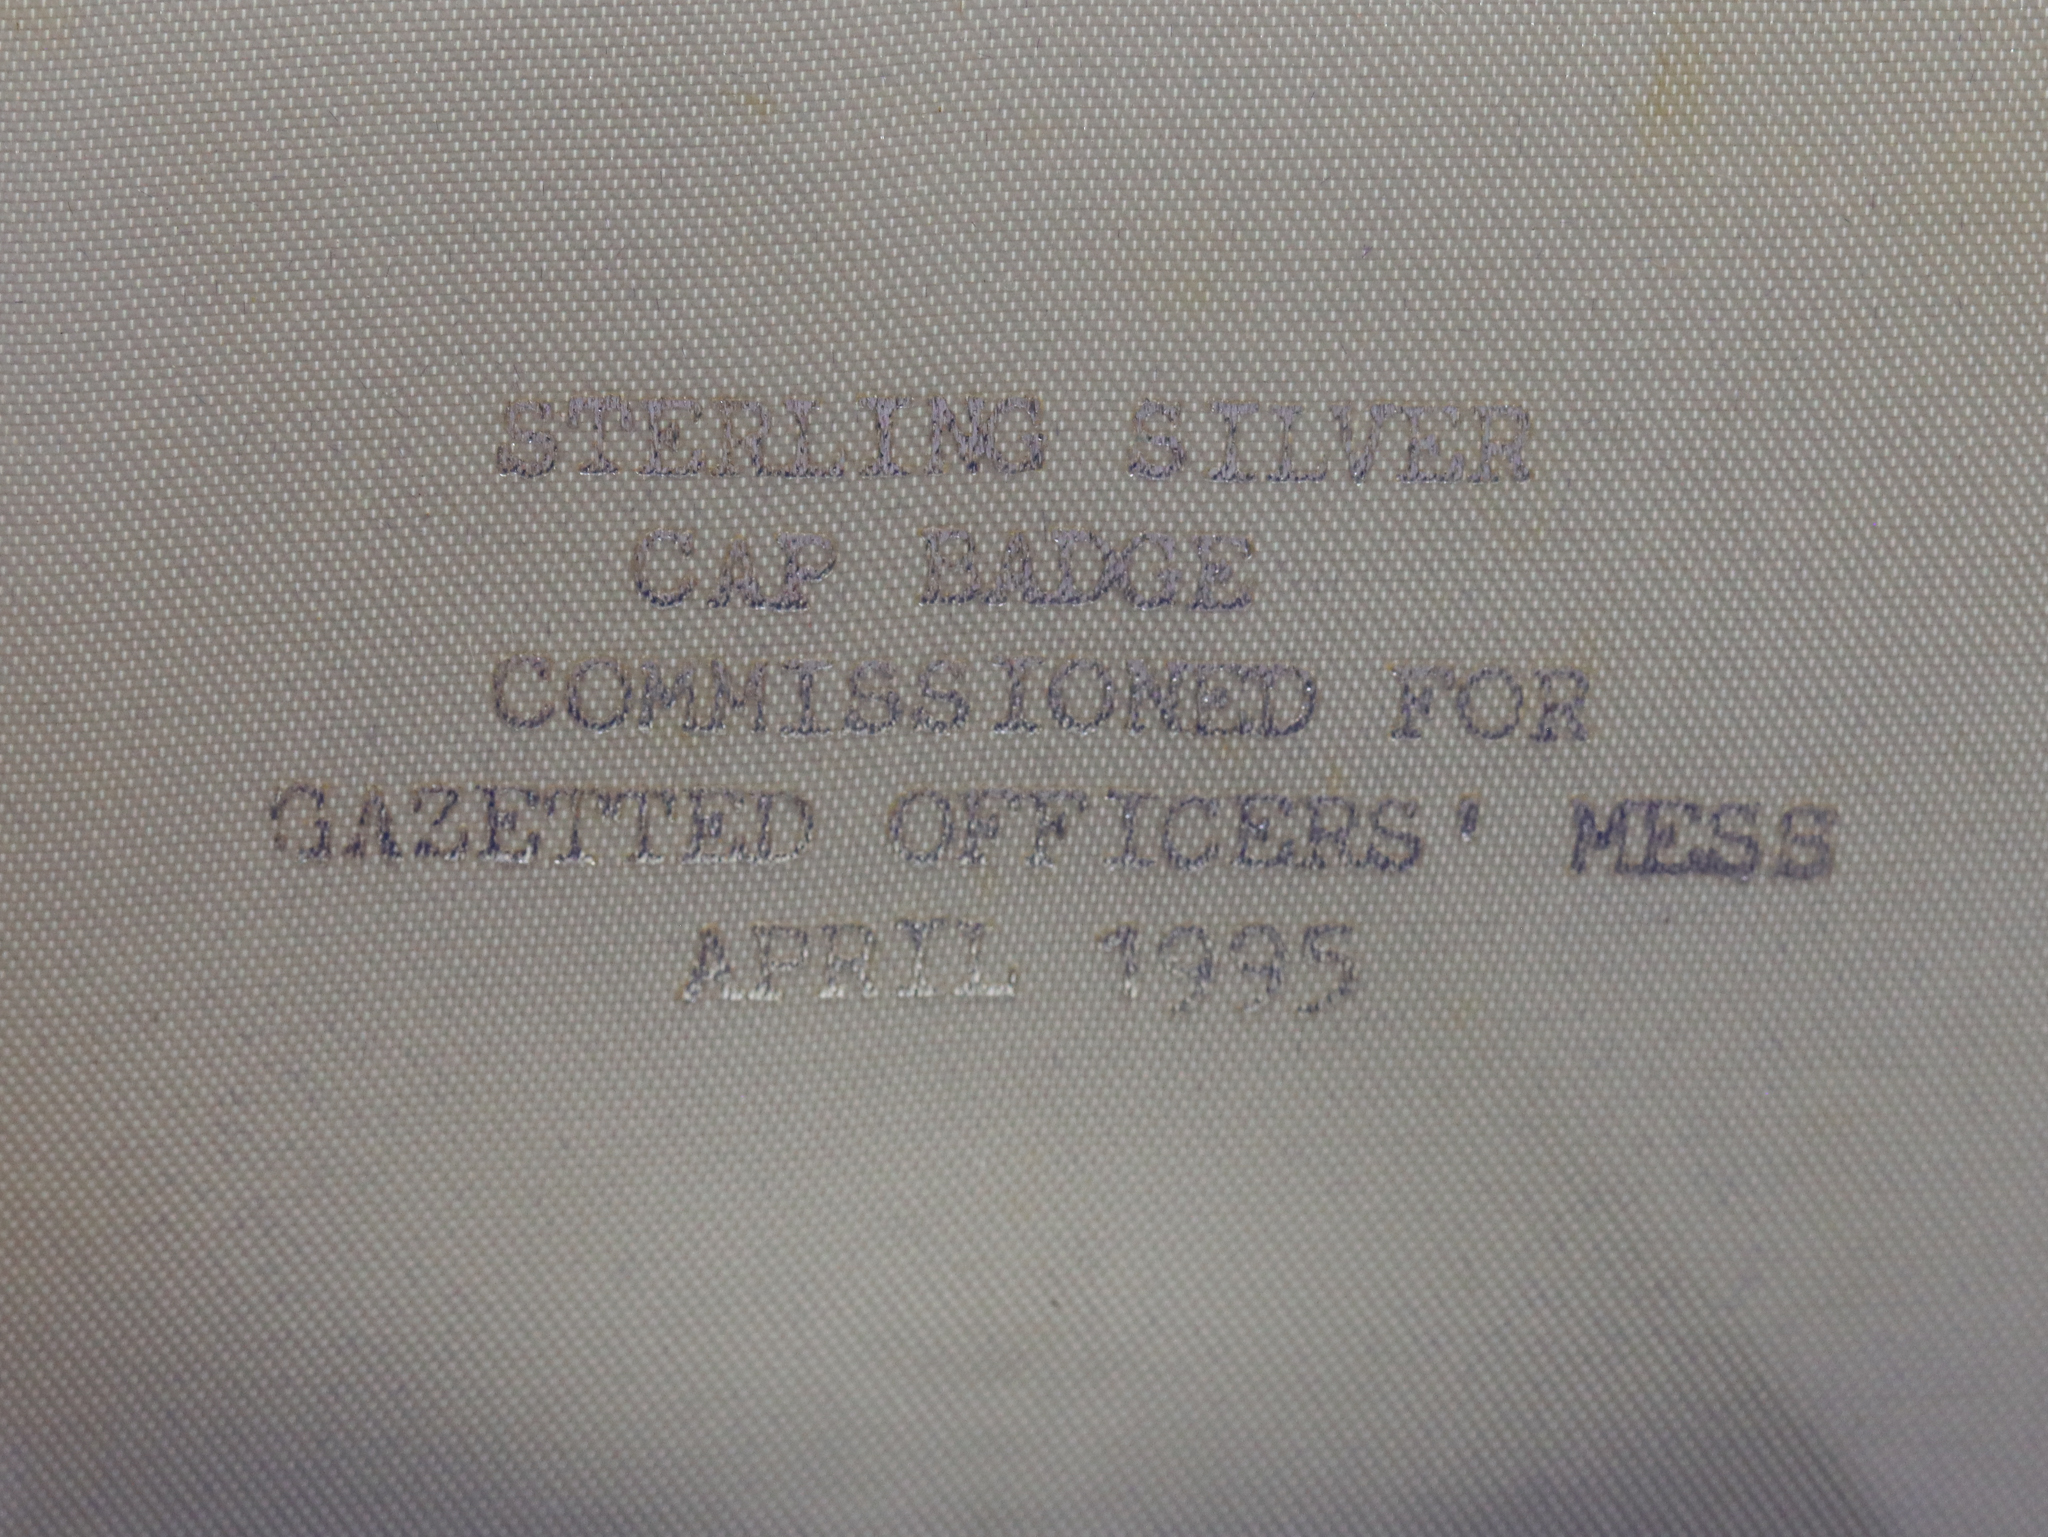 STERLING SILVER
CAP BADGE
COMMISSIONED FOR
GAZETTED OFFICERS' MESS
APRIL 1995